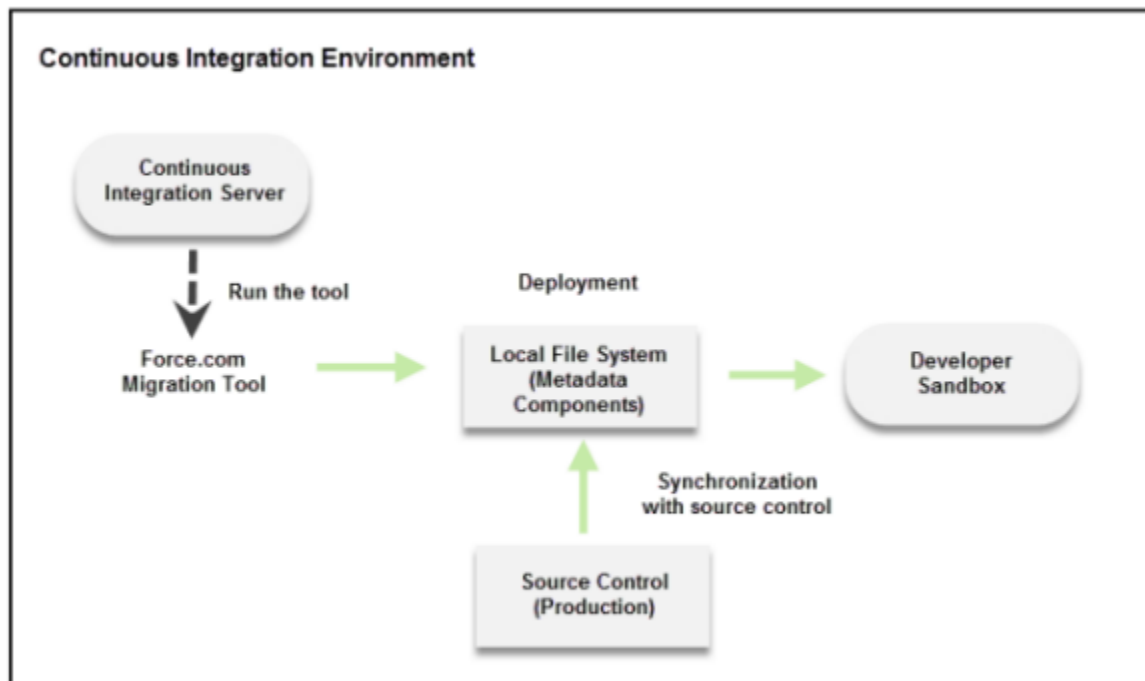 Continuous Integration Environment
Continuous
Integration Server
Run the tool
Force.com
Migration Tool
Deployment
Local File System
(Metadada
Components)
Developer
Sandbox
Synchronization
with source control
Source Control
(Production)